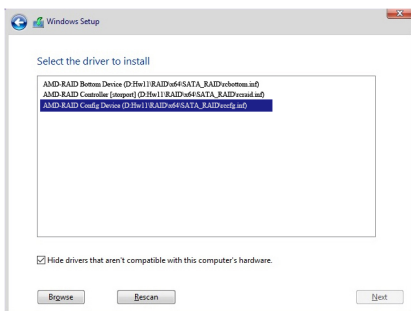 Windows Setup
Select the driver to install
AMD-RAID Bottom Device (D:Hw11\RAID\x64\SATA_RAID\rcbottom.inf)
AMD-RAID Controller [storport] (D:Hw11\RAID\x64\SATA_RAID\rcraid.inf)
AMD-RAID Config Device (D:Hw11\RAID\x64\SATA_RAID\rccfg.inf)
Hide drivers that aren't compatible with this computer's hardware.
Browse
Rescan
Next